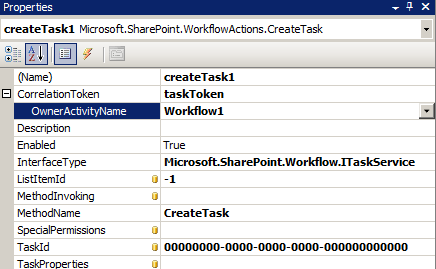 Properties
createTask1 Microsoft.SharePoint.WorkflowActions.CreateTask
(Name) createTask1
CorrelationToken taskToken
OwnerActivityName Workflow1
Description
Enabled True
InterfaceType Microsoft.SharePoint.Workflow.ITaskService
ListItemId -1
MethodInvoking
MethodName CreateTask
SpecialPermissions
TaskId 00000000-0000-0000-0000-000000000000
TaskProperties